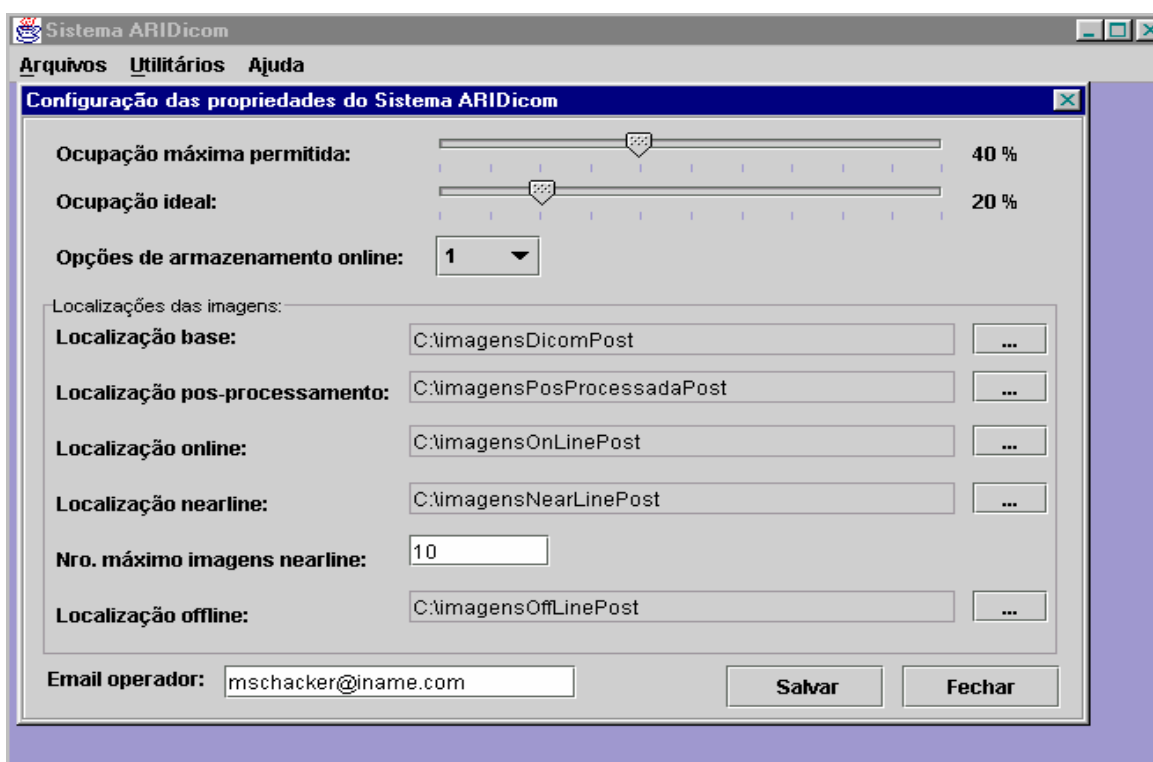 Sistema ARIDicom
Arquivos Utilitários Ajuda
Configuração das propriedades do Sistema ARIDicom
Ocupação máxima permitida: 40 %
Ocupação ideal: 20 %
Opções de armazenamento online: 1
Localizações das imagens:
Localização base: C:\imagensDicomPost ...
Localização pos-processamento: C:\imagensPosProcessadaPost ...
Localização online: C:\imagensOnLinePost ...
Localização nearline: C:\imagensNearLinePost ...
Nro. máximo imagens nearline: 10
Localização offline: C:\imagensOffLinePost ...
Email operador: mschacker@iname.com Salvar Fechar